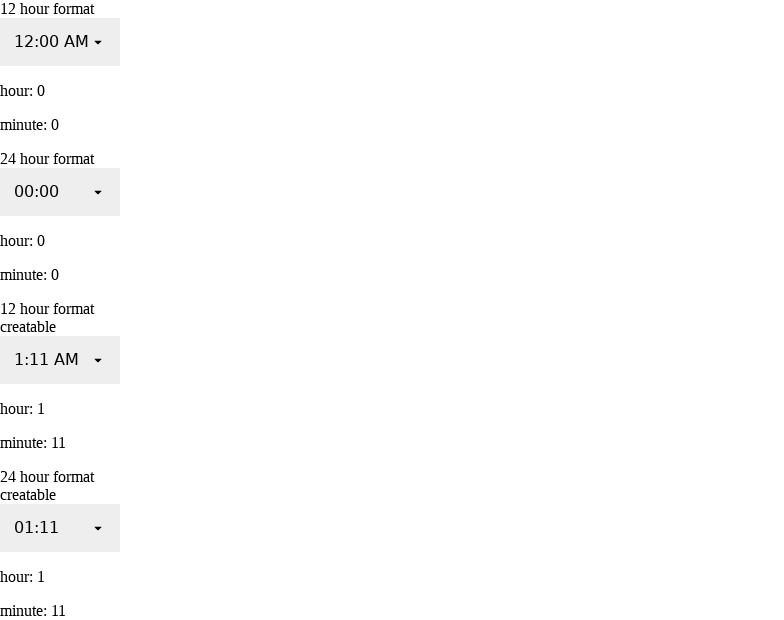 12 hour format
12:00 AM
hour: 0
minute: 0
24 hour format
00:00
hour: 0
minute: 0
12 hour format
creatable
1:11 AM
hour: 1
minute: 11
24 hour format
creatable
01:11
hour: 1
minute: 11